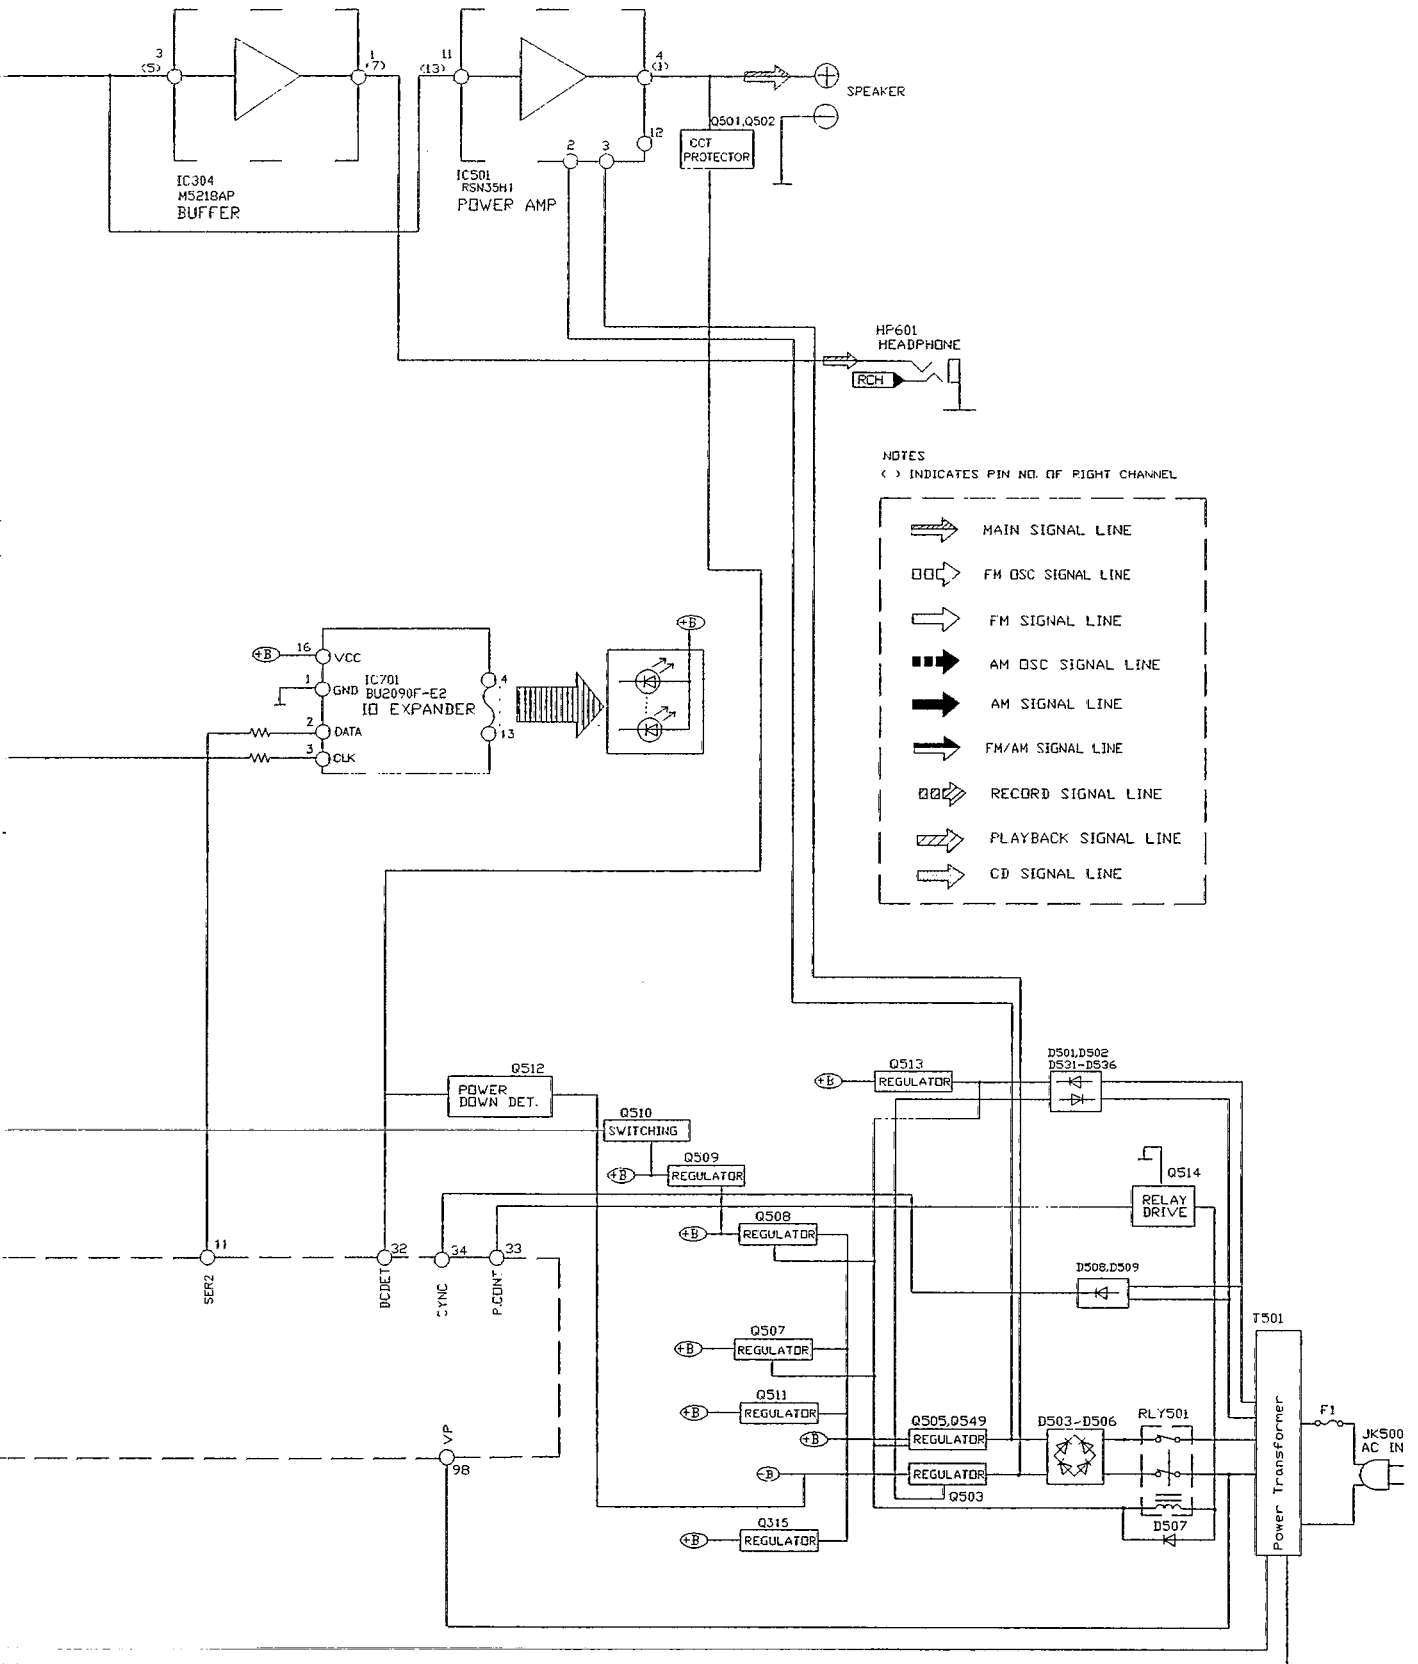 3
(5)
1
(7)
11
(13)
4
(1)
12
2
3
IC304
M5218AP
BUFFER
IC501
RSN35H1
POWER AMP
Q501,Q502
CCT
PROTECTOR
SPEAKER
HP601
HEADPHONE
RCH
NOTES
( ) INDICATES PIN NO. OF RIGHT CHANNEL
MAIN SIGNAL LINE
FM OSC SIGNAL LINE
FM SIGNAL LINE
AM OSC SIGNAL LINE
AM SIGNAL LINE
FM/AM SIGNAL LINE
RECORD SIGNAL LINE
PLAYBACK SIGNAL LINE
CD SIGNAL LINE
+B
16
VCC
1
GND
2
DATA
3
CLK
IC701
BU2090F-E2
IO EXPANDER
4
13
+B
Q512
POWER
DOWN DET.
Q510
SWITCHING
+B
Q509
REGULATOR
+B
Q508
REGULATOR
+B
Q513
REGULATOR
D501,D502
D531-D536
Q514
RELAY
DRIVE
11
SER2
32
DCDET
34
SYNC
33
P.CONT
D508,D509
T501
Power Transformer
+B
Q507
REGULATOR
+B
Q511
REGULATOR
+B
Q505,Q549
REGULATOR
D503-D506
RLY501
F1
JK500
AC IN
-B
REGULATOR
Q503
D507
+B
Q315
REGULATOR
VP
98